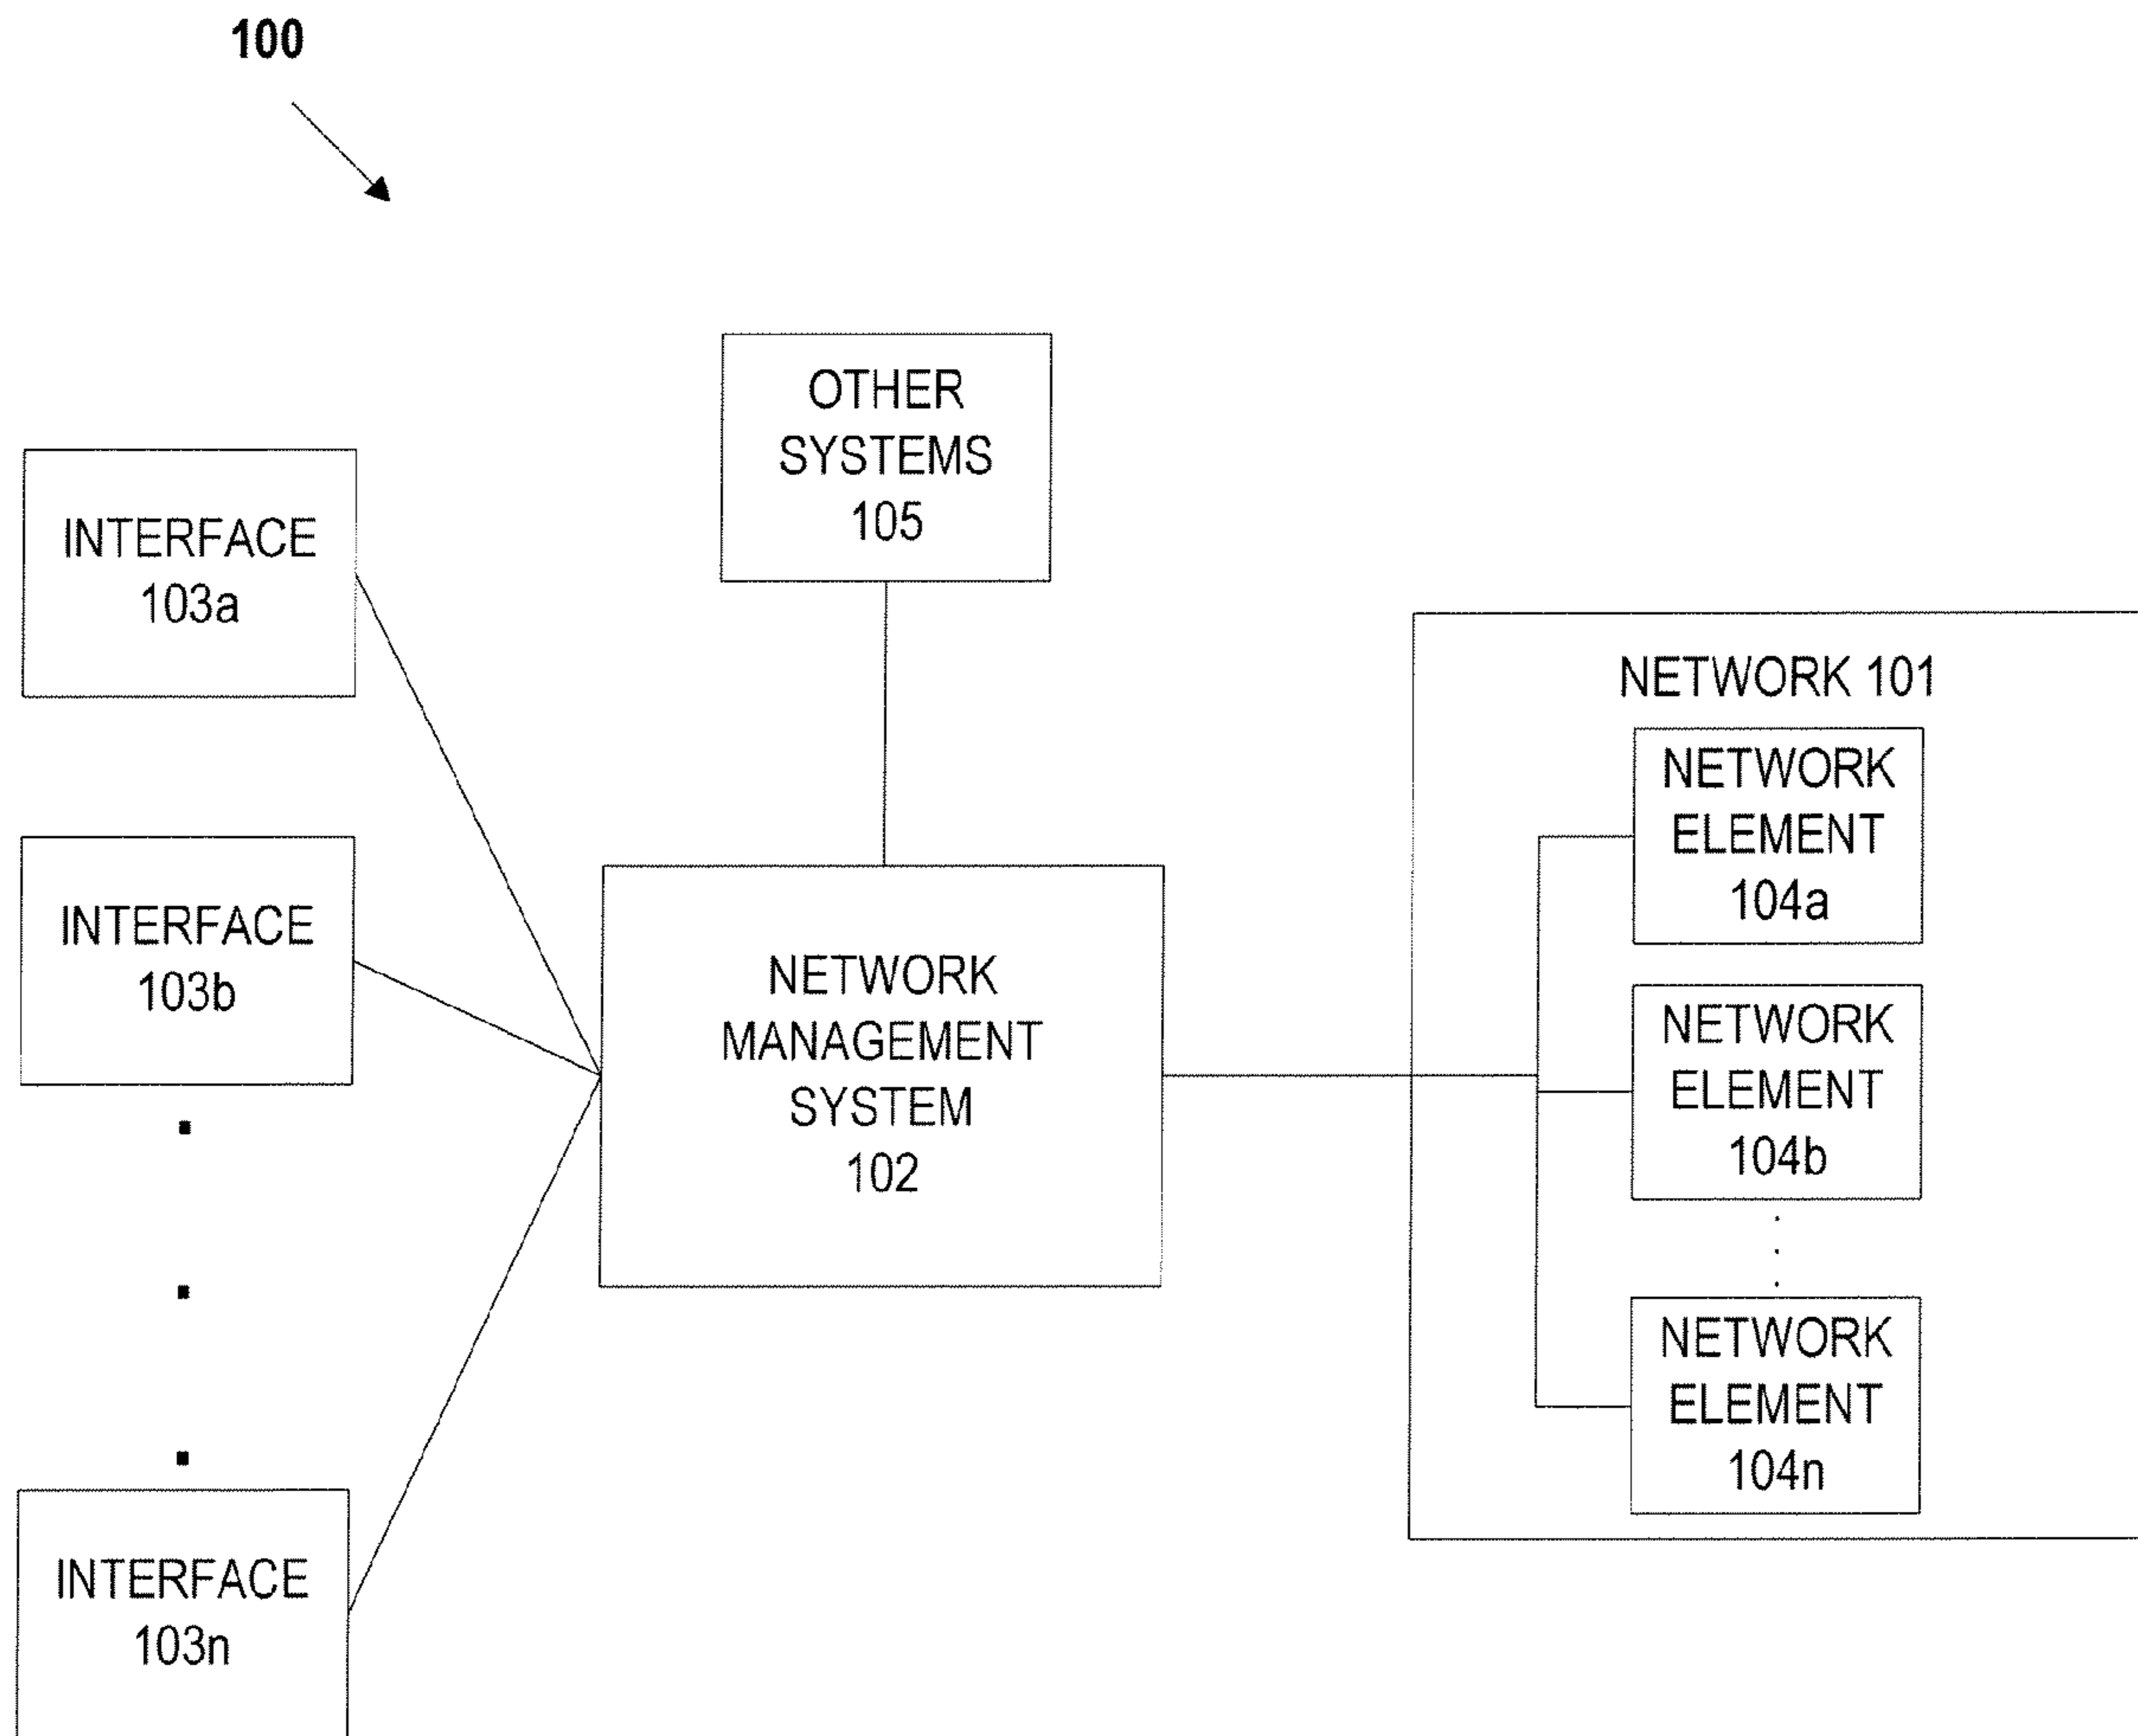 100
OTHER
SYSTEMS
105
INTERFACE
103a
INTERFACE
103b
INTERFACE
103n
NETWORK
MANAGEMENT
SYSTEM
102
NETWORK 101
NETWORK
ELEMENT
104a
NETWORK
ELEMENT
104b
NETWORK
ELEMENT
104n